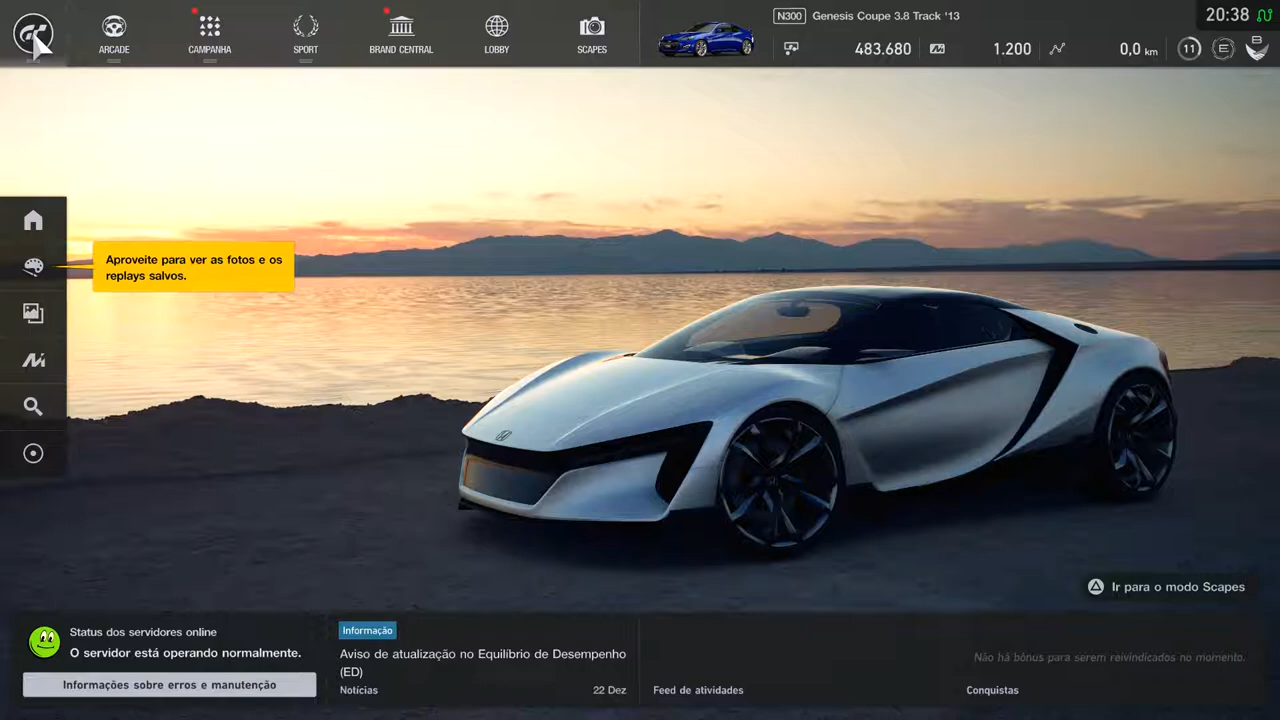 ARCADE
CAMPANHA
SPORT
BRAND CENTRAL
LOBBY
SCAPES
N300 Genesis Coupe 3.8 Track '13
483.680
1.200
0,0 km
20:38
11
E
B
Aproveite para ver as fotos e os
replays salvos.
Ir para o modo Scapes
Status dos servidores online
O servidor está operando normalmente.
Informações sobre erros e manutenção
Informação
Aviso de atualização no Equilíbrio de Desempenho
(ED)
Notícias
22 Dez
Feed de atividades
Não há bônus para serem reivindicados no momento.
Conquistas